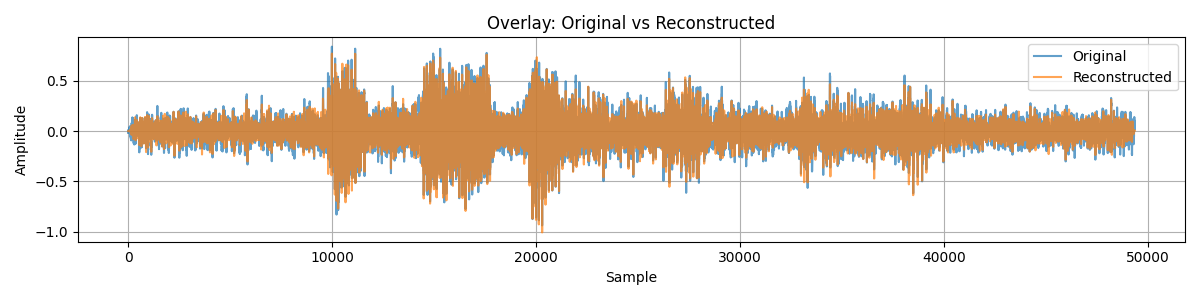 Overlay: Original vs Reconstructed
Original
Reconstructed
0.5
0.0
−0.5
−1.0
Amplitude
0 10000 20000 30000 40000 50000
Sample